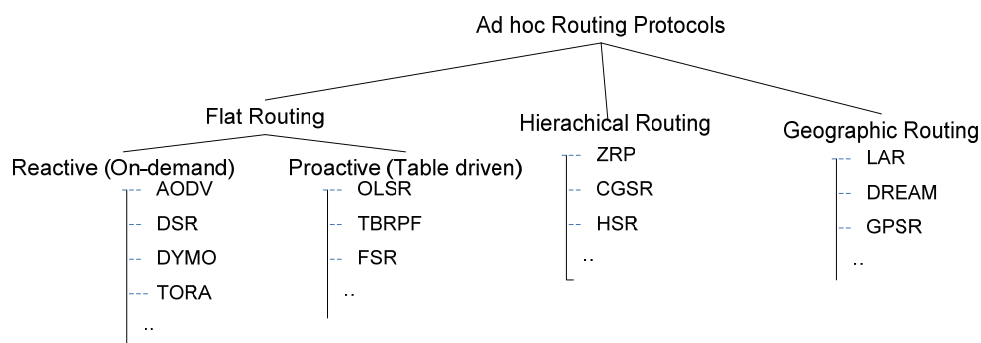 Ad hoc Routing Protocols
Flat Routing
Hierachical Routing
Geographic Routing
Reactive (On-demand)
AODV
DSR
DYMO
TORA
..
Proactive (Table driven)
OLSR
TBRPF
FSR
..
ZRP
CGSR
HSR
..
LAR
DREAM
GPSR
..